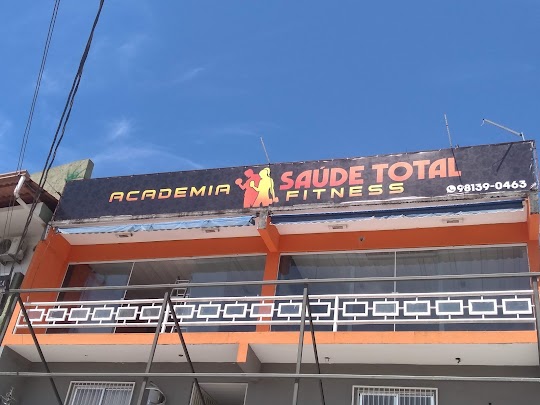 ACADEMIA SAÚDE TOTAL
FITNESS
98139-0463